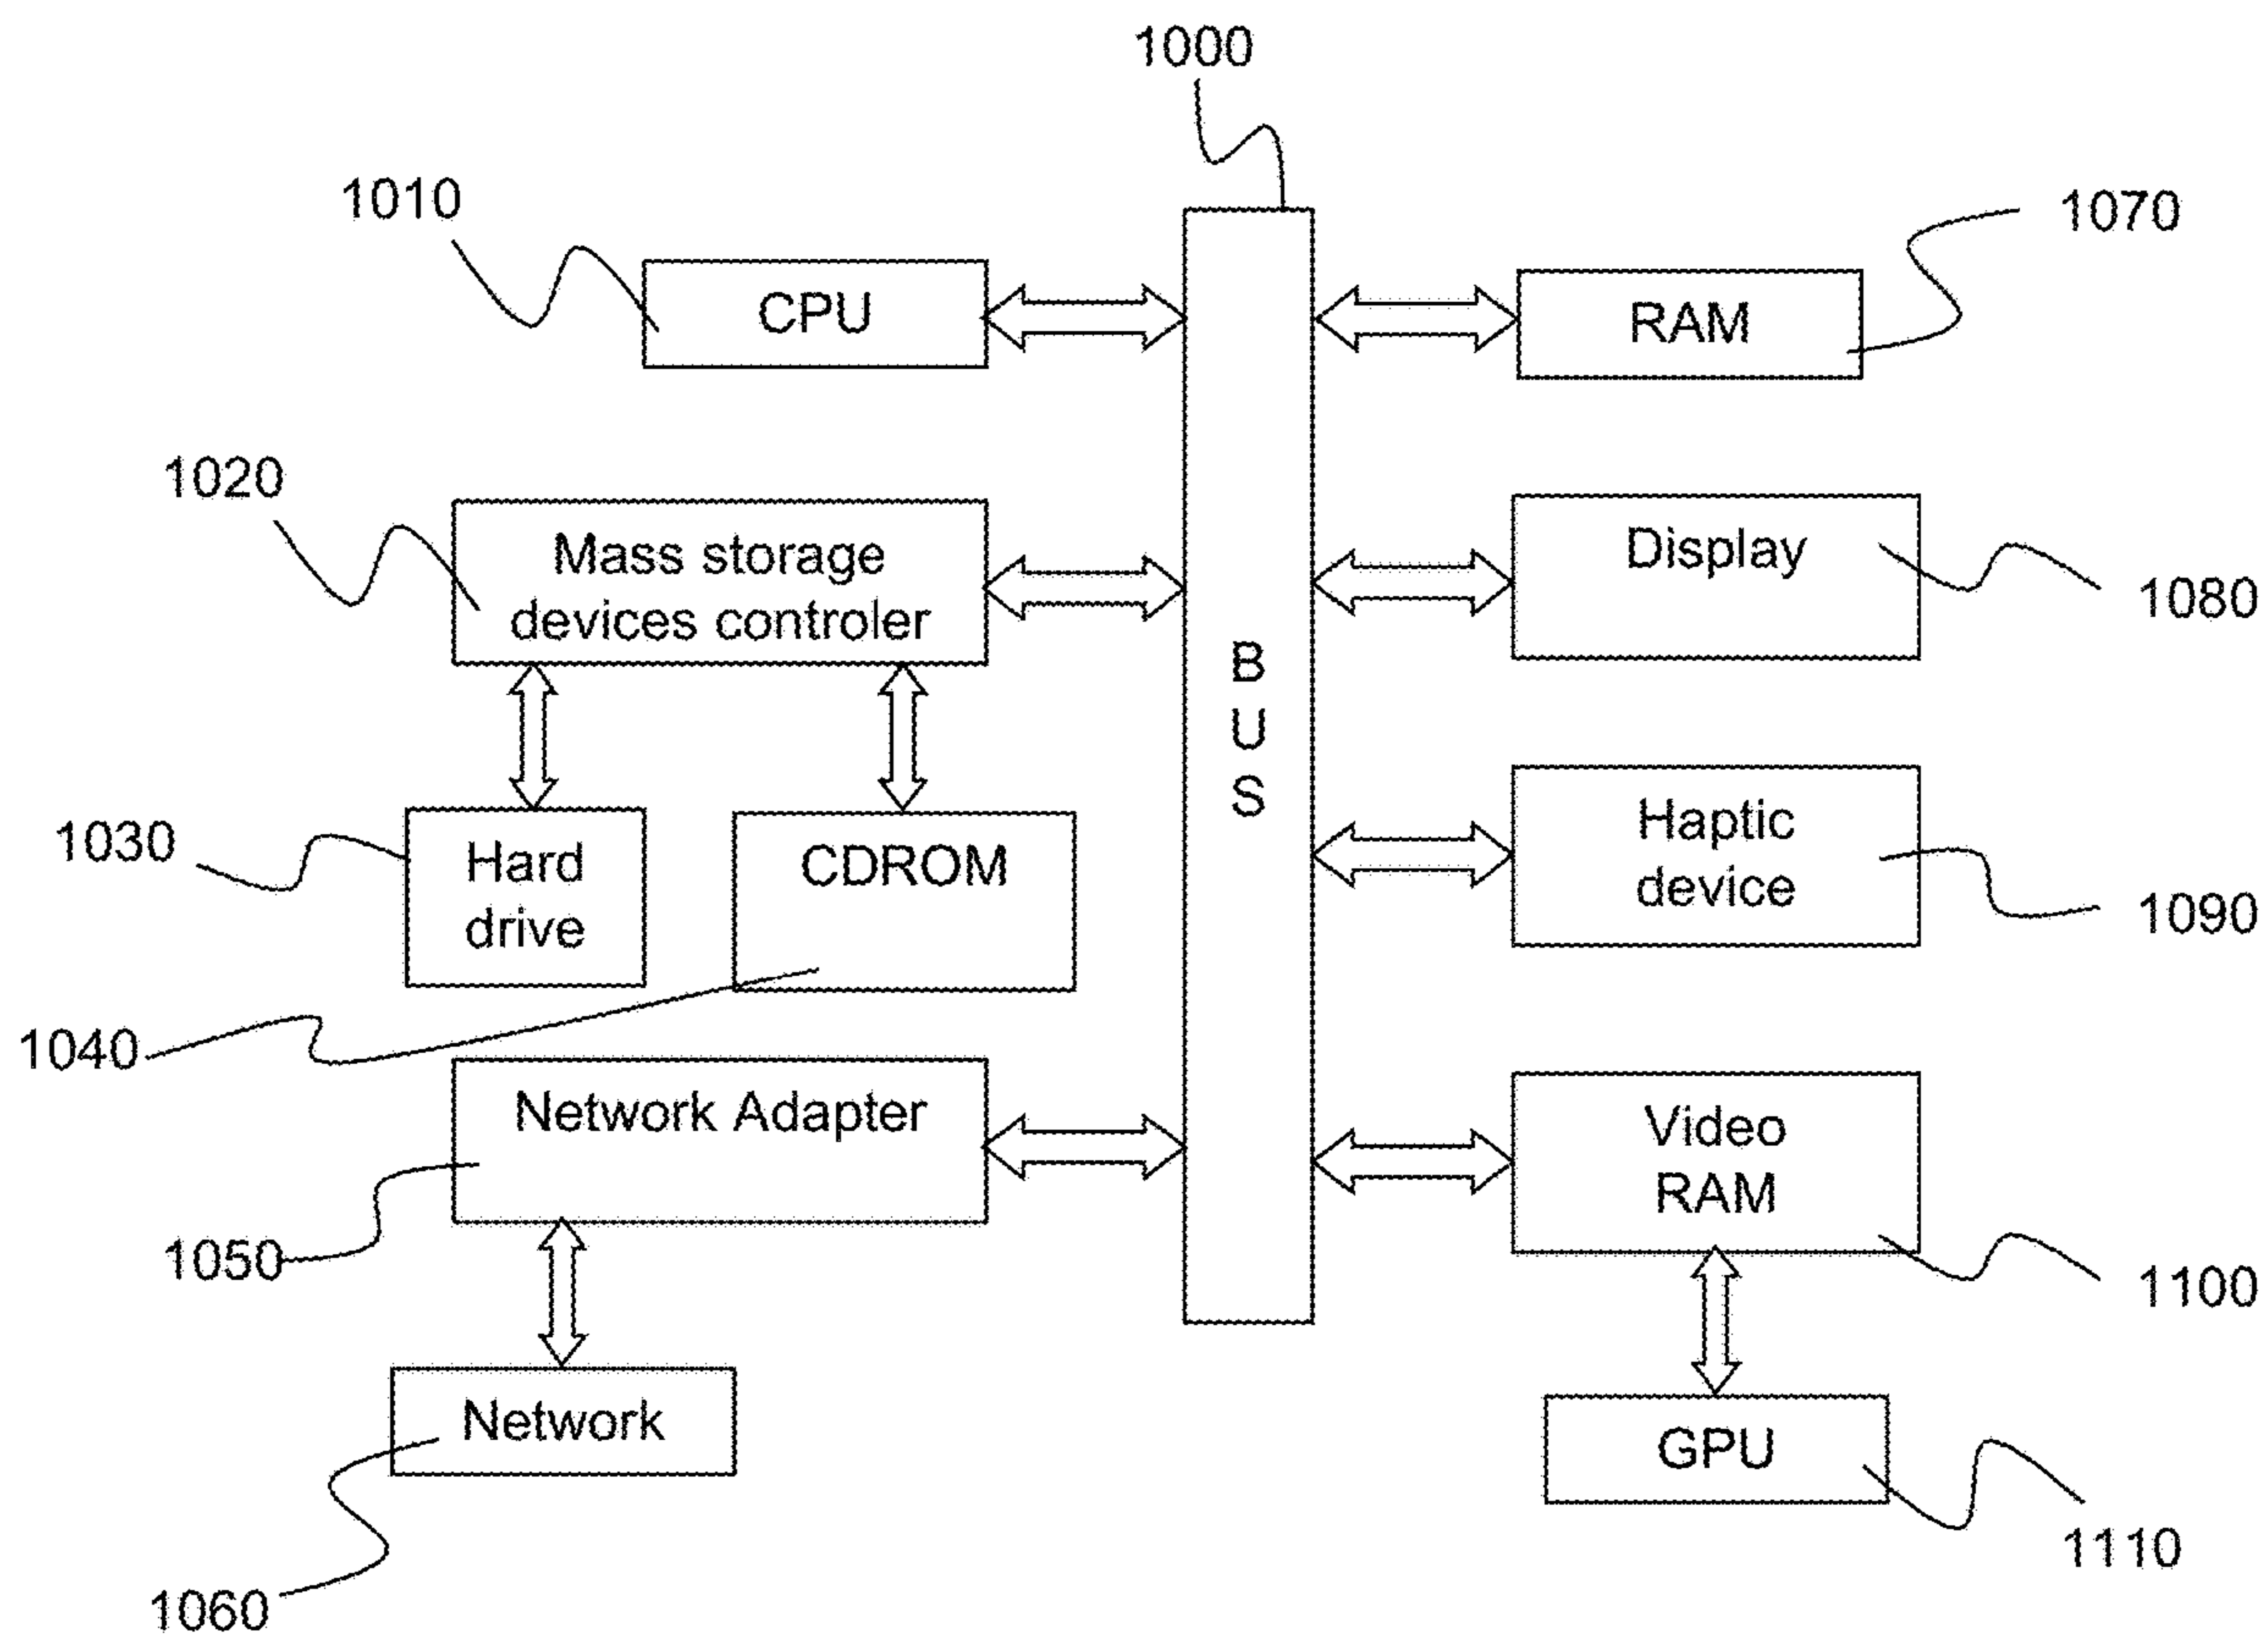 1000
1010
CPU
1070
RAM
1020
Mass storage
devices controler
Display
1080
B
U
S
1030
Hard
drive
CDROM
Haptic
device
1090
1040
Network Adapter
1050
Video
RAM
1100
Network
1060
GPU
1110